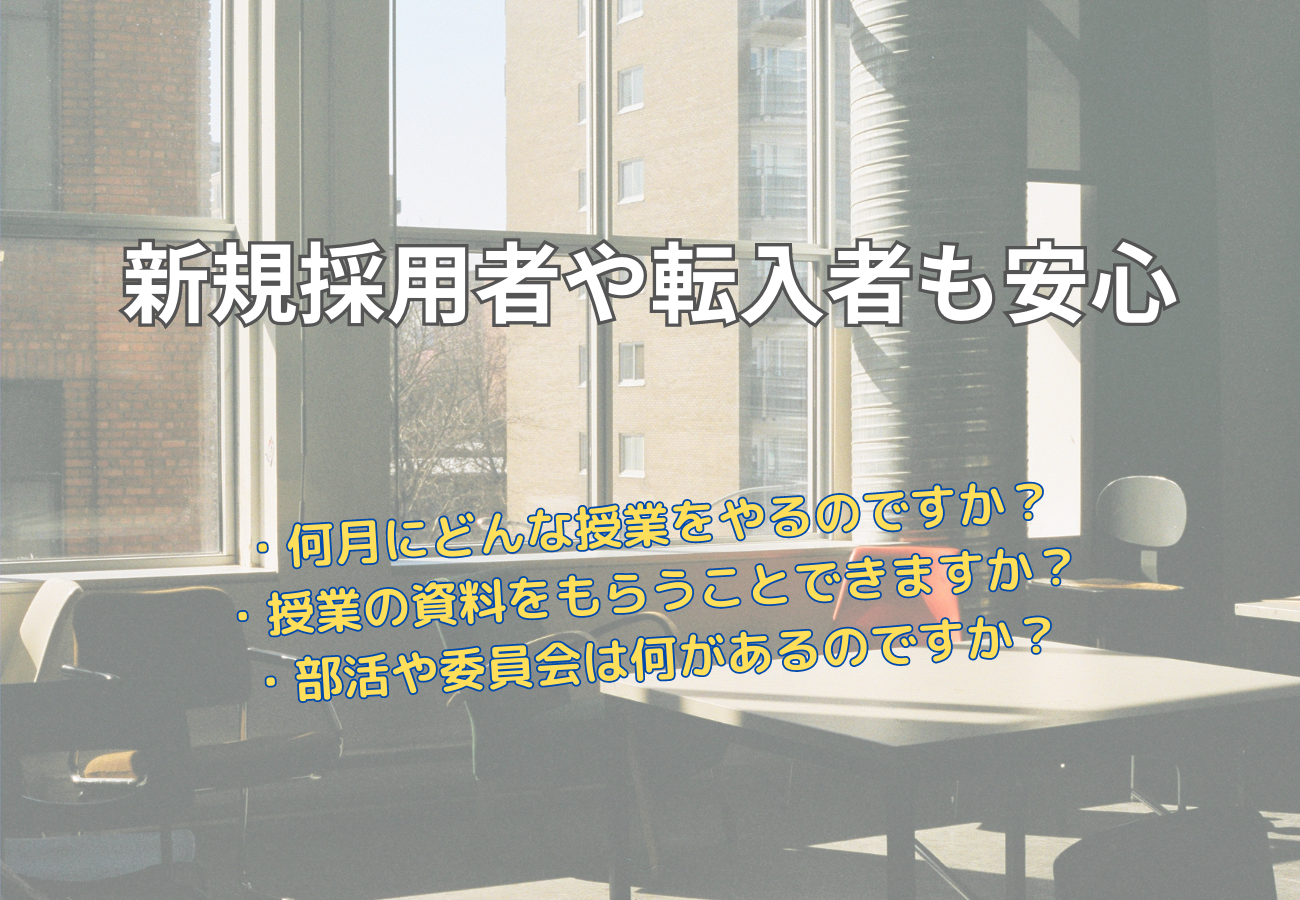 新規採用者や転入者も安心
・何月にどんな授業をやるのですか？
・授業の資料をもらうことできますか？
・部活や委員会は何があるのですか？